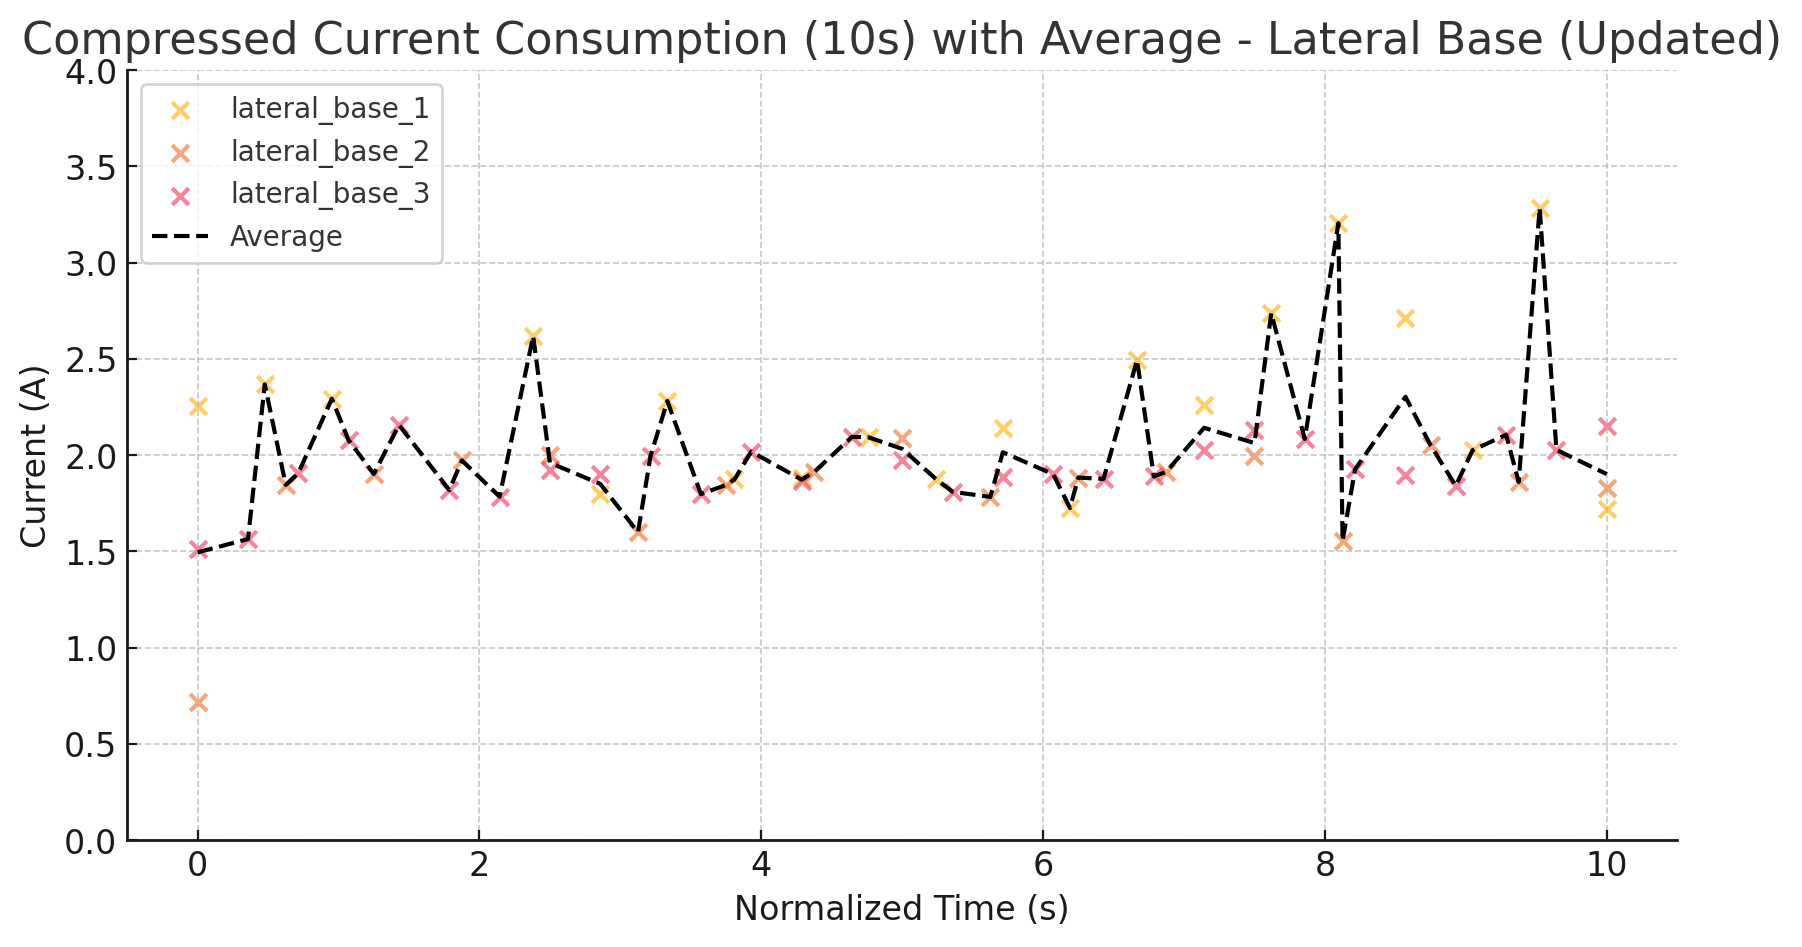 Compressed Current Consumption (10s) with Average - Lateral Base (Updated)
4.0
3.5
3.0
2.5
2.0
1.5
1.0
0.5
0.0
Current (A)
lateral_base_1
lateral_base_2
lateral_base_3
Average
0 2 4 6 8 10
Normalized Time (s)